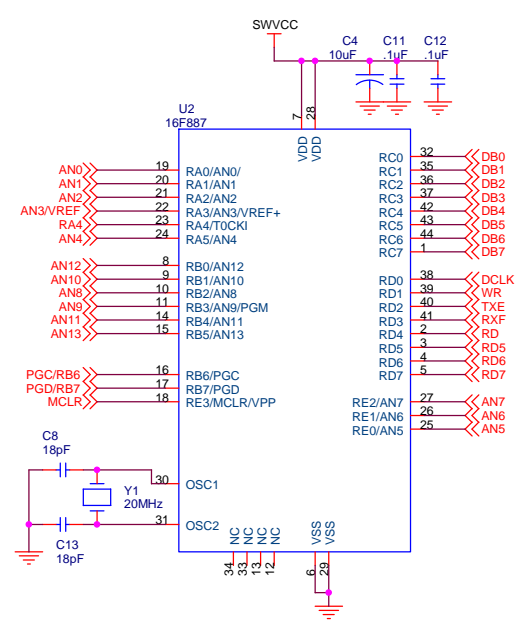 SWVCC
C4 C11 C12
10uF .1uF .1uF
U2
16F887
7 28
VDD VDD
AN0 19 RA0/AN0/ RC0 32 DB0
AN1 20 RA1/AN1 RC1 35 DB1
AN2 21 RA2/AN2 RC2 36 DB2
AN3/VREF 22 RA3/AN3/VREF+ RC3 37 DB3
RA4 23 RA4/T0CKI RC4 42 DB4
AN4 24 RA5/AN4 RC5 43 DB5
RC6 44 DB6
RC7 1 DB7
AN12 8 RB0/AN12 RD0 38 DCLK
AN10 9 RB1/AN10 RD1 39 WR
AN8 10 RB2/AN8 RD2 40 TXE
AN9 11 RB3/AN9/PGM RD3 41 RXF
AN11 14 RB4/AN11 RD4 2 RD
AN13 15 RB5/AN13 RD5 3 RD5
RD6 4 RD6
RD7 5 RD7
PGC/RB6 16 RB6/PGC
PGD/RB7 17 RB7/PGD
MCLR 18 RE3/MCLR/VPP
RE2/AN7 27 AN7
RE1/AN6 26 AN6
RE0/AN5 25 AN5
C8
18pF
30 OSC1
Y1
20MHz
31 OSC2
C13
18pF
NC NC NC NC VSS VSS
34 33 13 12 6 29